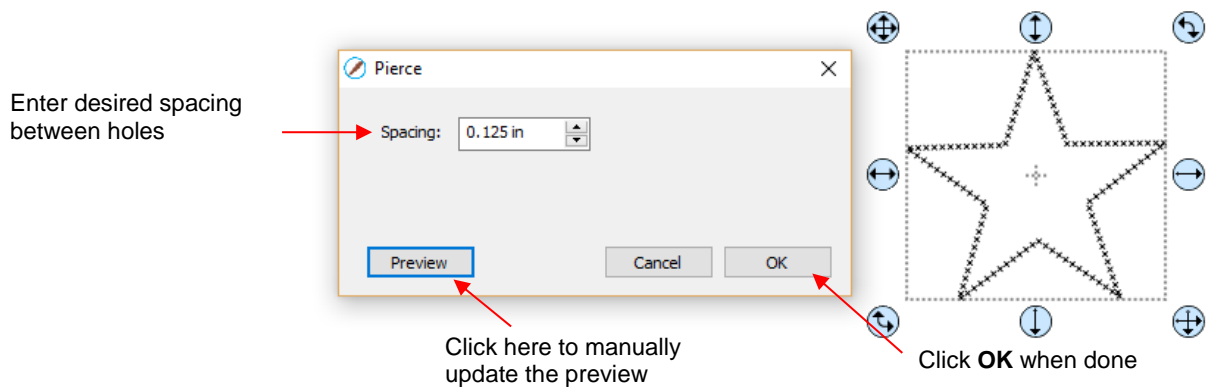 Pierce
Enter desired spacing
between holes
Spacing: 0.125 in
Preview Cancel OK
Click here to manually
update the preview
Click OK when done